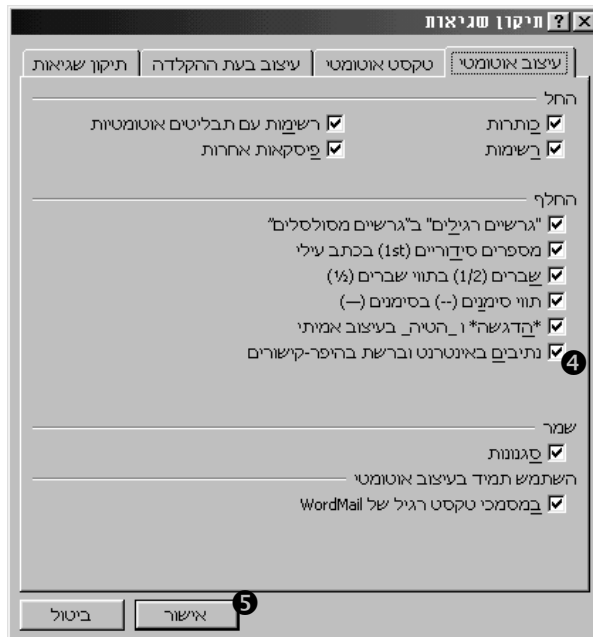 תיקון שגיאות
עיצוב אוטומטי טקסט אוטומטי עיצוב בעת ההקלדה תיקון שגיאות
החל
כותרות רשימות עם תבליטים אוטומטיות
רשימות פיסקאות אחרות
החלף
"גרשיים רגילים" ב"גרשיים מסולסלים"
מספרים סידוריים (1st) בכתב עילי
שברים (1/2) בתווי שברים (½)
תווי סימנים (--) בסימנים (—)
*הדגשה* ו_הטיה_ בעיצוב אמיתי
נתיבים באינטרנט וברשת בהיפר-קישורים
4
שמר
סגנונות
השתמש תמיד בעיצוב אוטומטי
במסמכי טקסט רגיל של WordMail
5 אישור ביטול